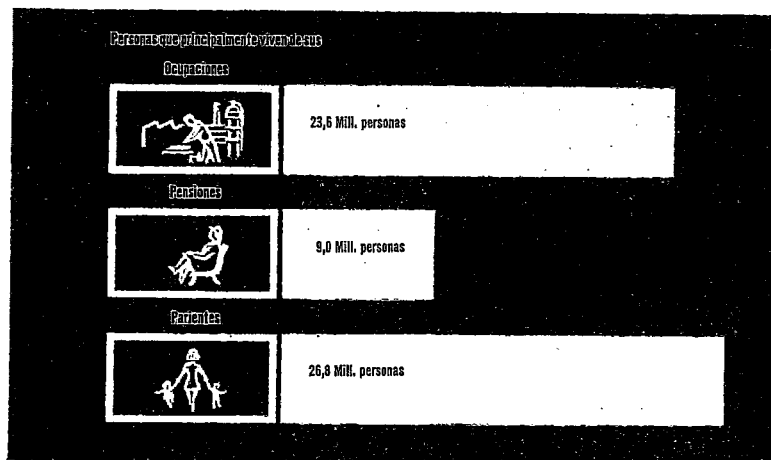 Personas que principalmente viven de sus
Ocupaciones
23,6 Mill. personas
Pensiones
9,0 Mill. personas
Parientes
26,8 Mill. personas